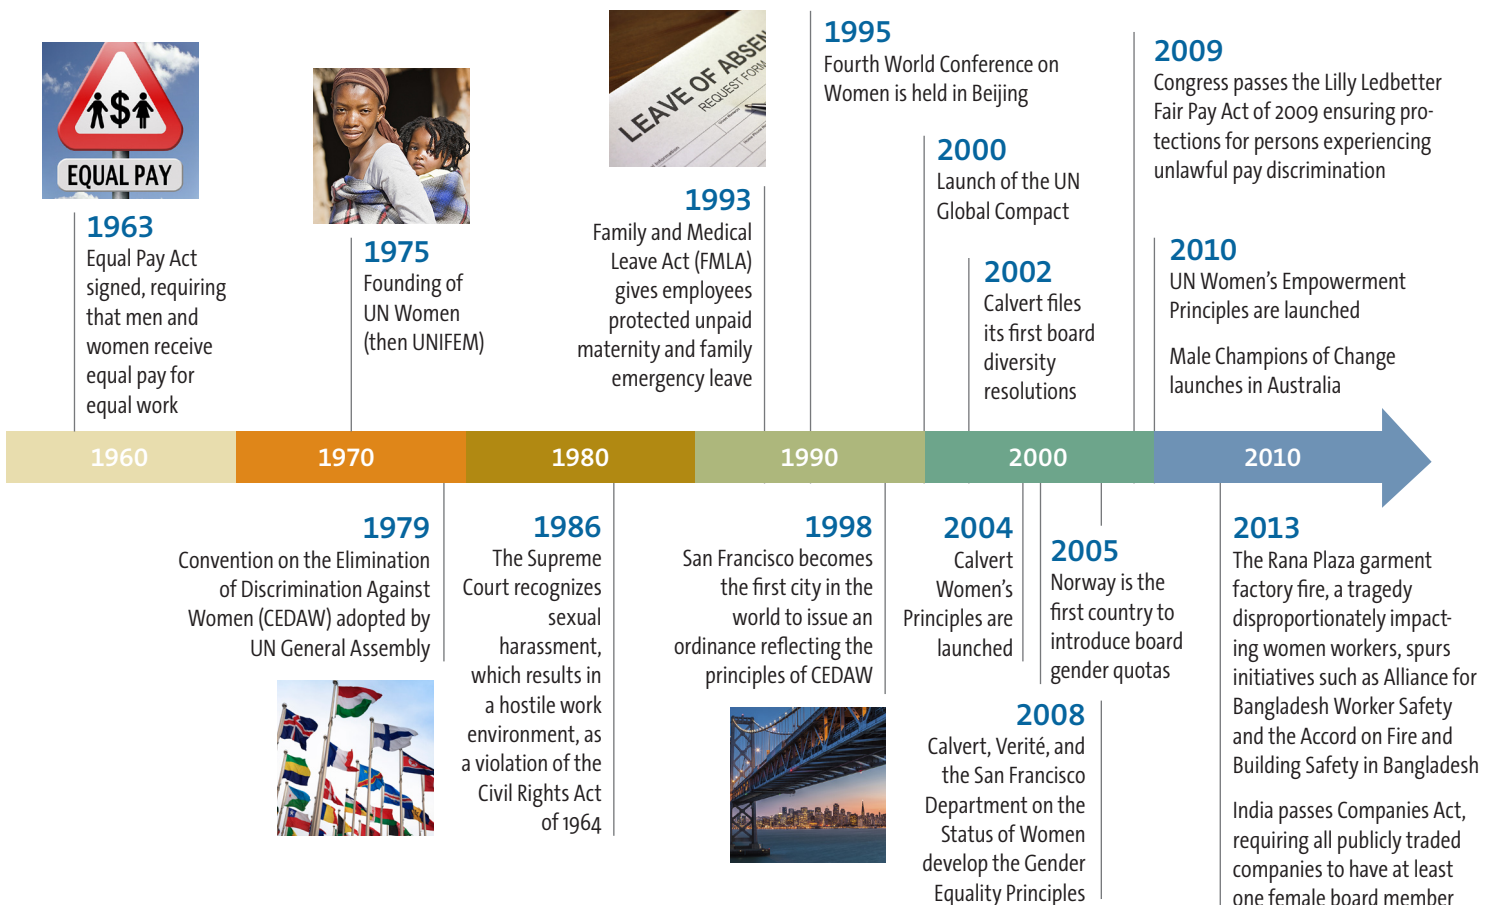 EQUAL PAY
$
1963
Equal Pay Act
signed, requiring
that men and
women receive
equal pay for
equal work
1975
Founding of
UN Women
(then UNIFEM)
LEAVE OF ABSEN
REQUEST FORM
1993
Family and Medical
Leave Act (FMLA)
gives employees
protected unpaid
maternity and family
emergency leave
1995
Fourth World Conference on
Women is held in Beijing
2000
Launch of the UN
Global Compact
2002
Calvert files
its first board
diversity
resolutions
2009
Congress passes the Lilly Ledbetter
Fair Pay Act of 2009 ensuring pro-
tections for persons experiencing
unlawful pay discrimination
2010
UN Women’s Empowerment
Principles are launched
Male Champions of Change
launches in Australia
1960
1970
1980
1990
2000
2010
1979
Convention on the Elimination
of Discrimination Against
Women (CEDAW) adopted by
UN General Assembly
1986
The Supreme
Court recognizes
sexual
harassment,
which results in
a hostile work
environment, as
a violation of the
Civil Rights Act
of 1964
1998
San Francisco becomes
the first city in the
world to issue an
ordinance reflecting the
principles of CEDAW
2004
Calvert
Women’s
Principles are
launched
2005
Norway is the
first country to
introduce board
gender quotas
2008
Calvert, Verité, and
the San Francisco
Department on the
Status of Women
develop the Gender
Equality Principles
2013
The Rana Plaza garment
factory fire, a tragedy
disproportionately impact-
ing women workers, spurs
initiatives such as Alliance for
Bangladesh Worker Safety
and the Accord on Fire and
Building Safety in Bangladesh
India passes Companies Act,
requiring all publicly traded
companies to have at least
one female board member